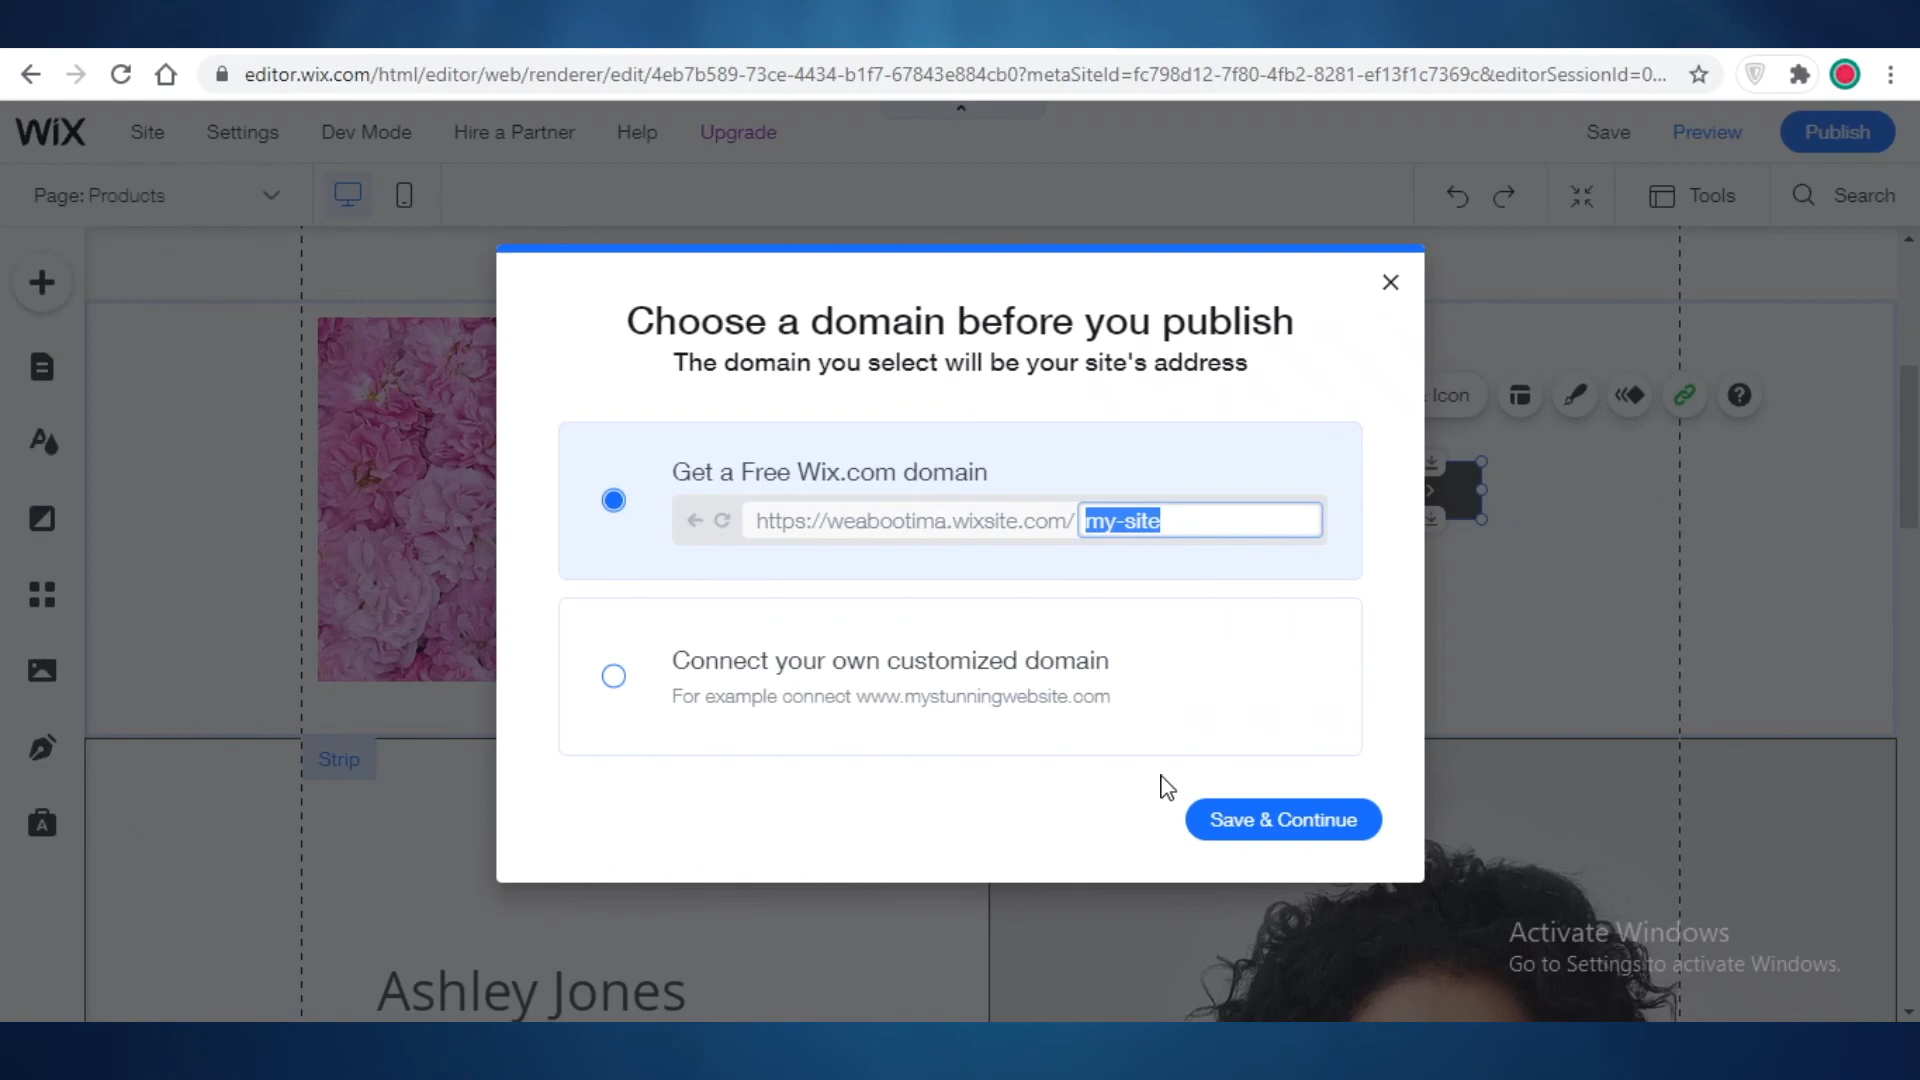 editor.wix.com/html/editor/web/renderer/edit/4eb7b589-73ce-4434-b1f7-67843e884cb0?metaSiteId=fc798d12-7f80-4fb2-8281-ef13f1c7369c&editorSessionId=0...
WiX Site Settings Dev Mode Hire a Partner Help Upgrade Save Preview Publish
Page: Products Tools Search
Choose a domain before you publish
The domain you select will be your site's address
Icon
Get a Free Wix.com domain
https://weabootima.wixsite.com/ my-site
Connect your own customized domain
For example connect www.mystunningwebsite.com
Strip
Save & Continue
Activate Windows
Go to Settings to activate Windows.
Ashley Jones